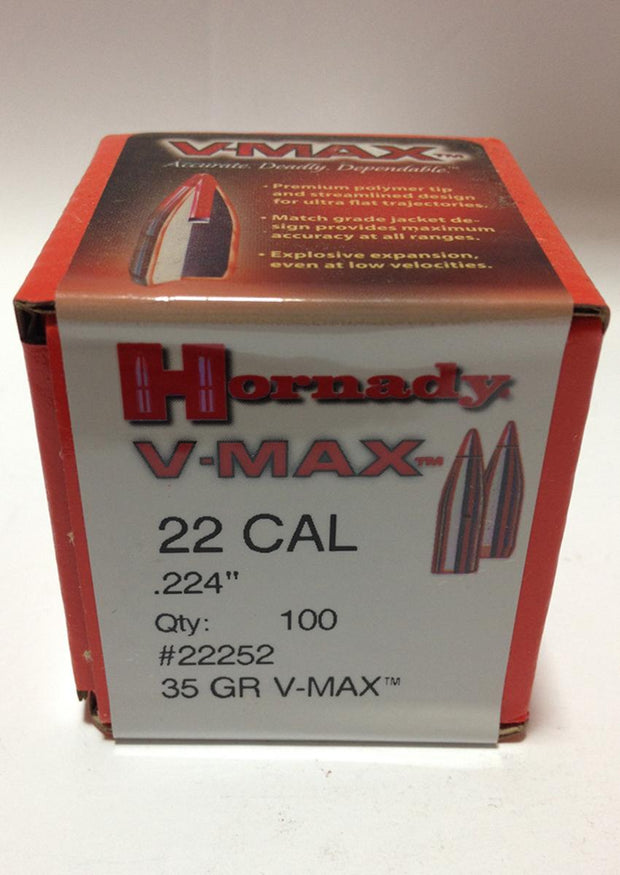 V-MAX™
Accurate. Deadly. Dependable.™
• Premium polymer tip
and streamlined design
for ultra flat trajectories.
• Match grade jacket de-
sign provides maximum
accuracy at all ranges.
• Explosive expansion,
even at low velocities.
Hornady
V-MAX™
22 CAL
.224"
Qty: 100
#22252
35 GR V-MAX™